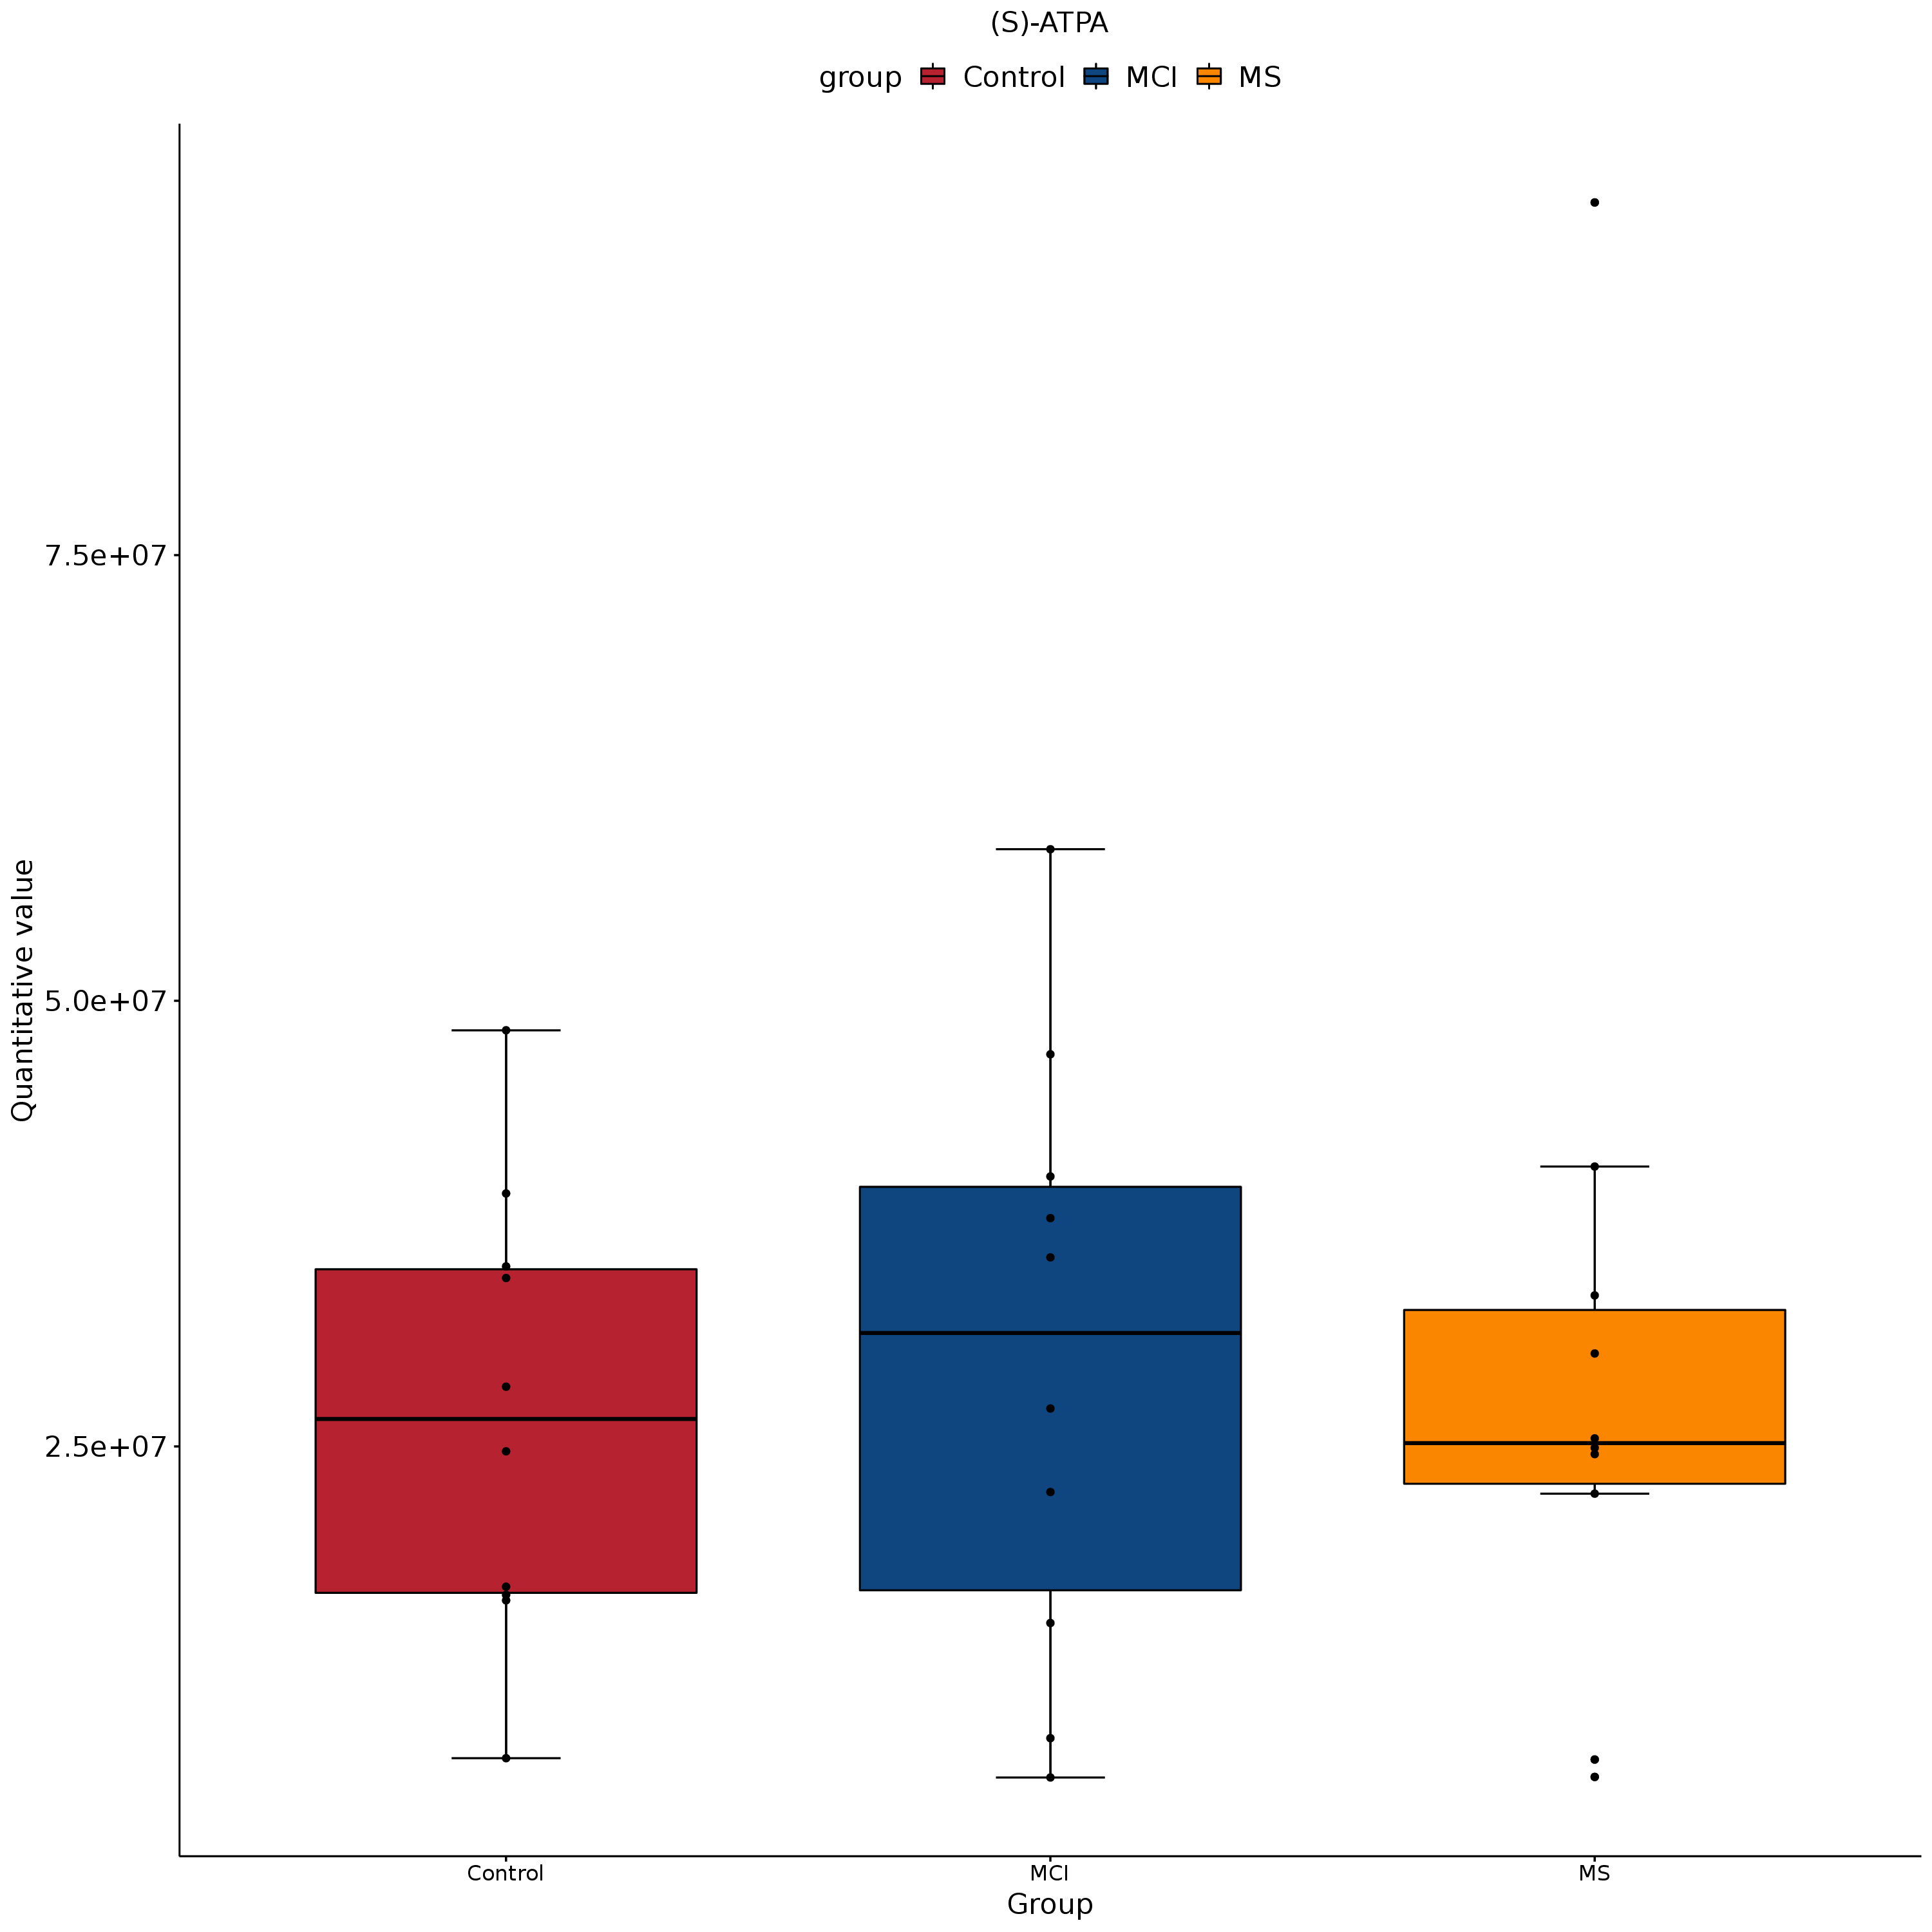 (S)-ATPA
group Control MCI MS
Quantitative value
7.5e+07
5.0e+07
2.5e+07
Control MCI MS
Group